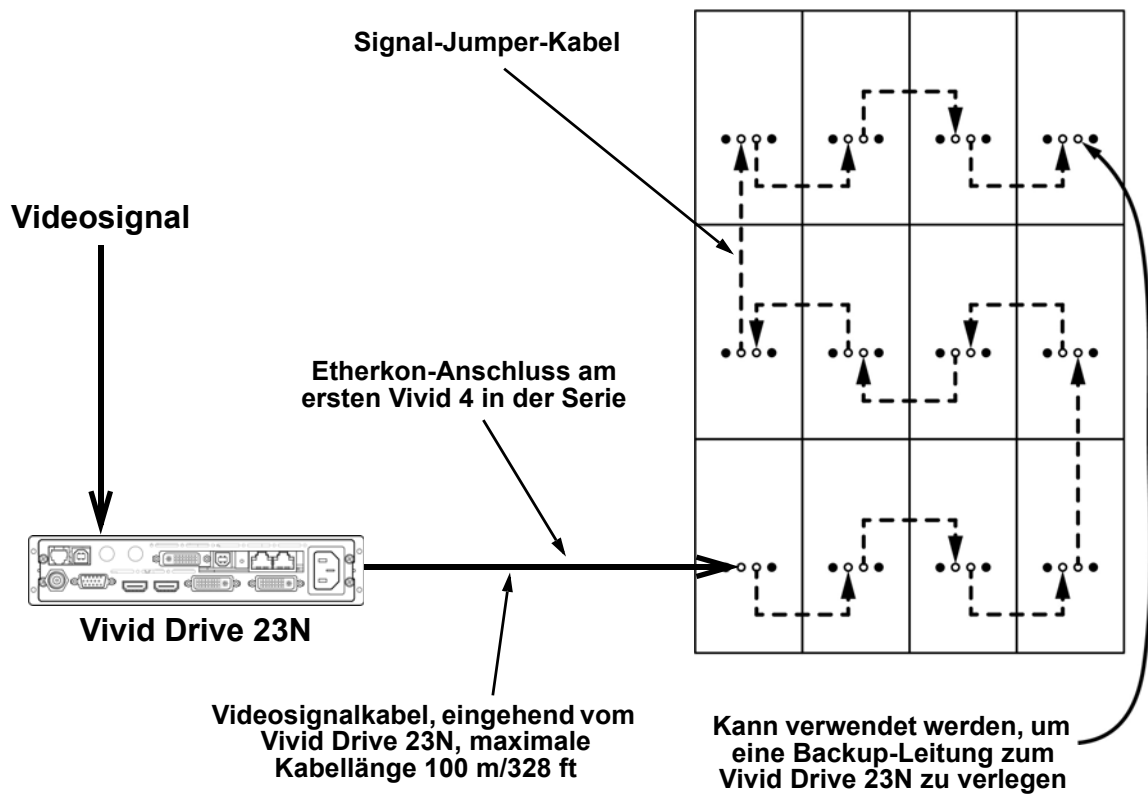 Signal-Jumper-Kabel
Videosignal
Etherkon-Anschluss am
ersten Vivid 4 in der Serie
Vivid Drive 23N
Videosignalkabel, eingehend vom
Vivid Drive 23N, maximale
Kabellänge 100 m/328 ft
Kann verwendet werden, um
eine Backup-Leitung zum
Vivid Drive 23N zu verlegen